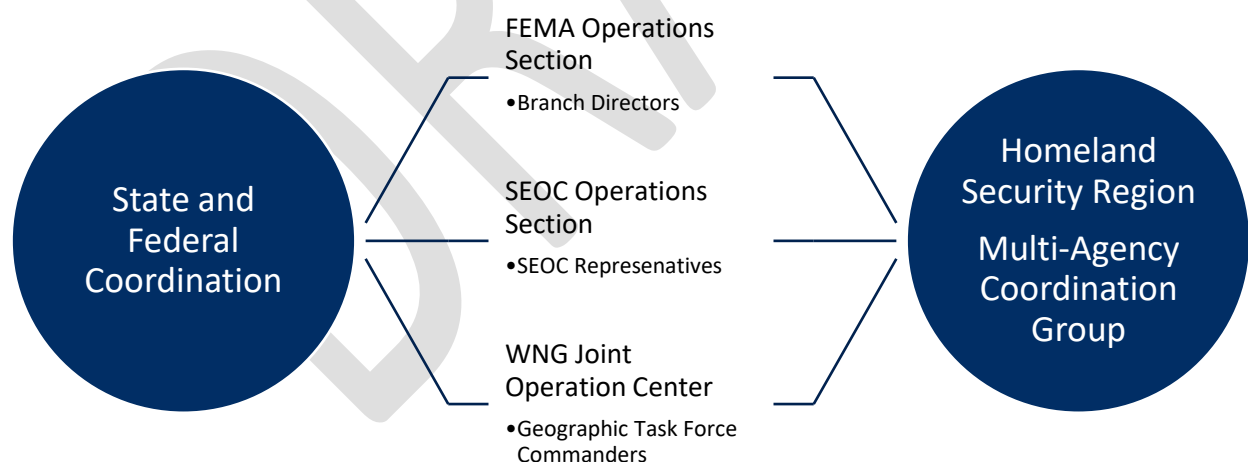 State and
Federal
Coordination
FEMA Operations
Section
•Branch Directors
SEOC Operations
Section
•SEOC Represenatives
WNG Joint
Operation Center
•Geographic Task Force
Commanders
Homeland
Security Region
Multi-Agency
Coordination
Group